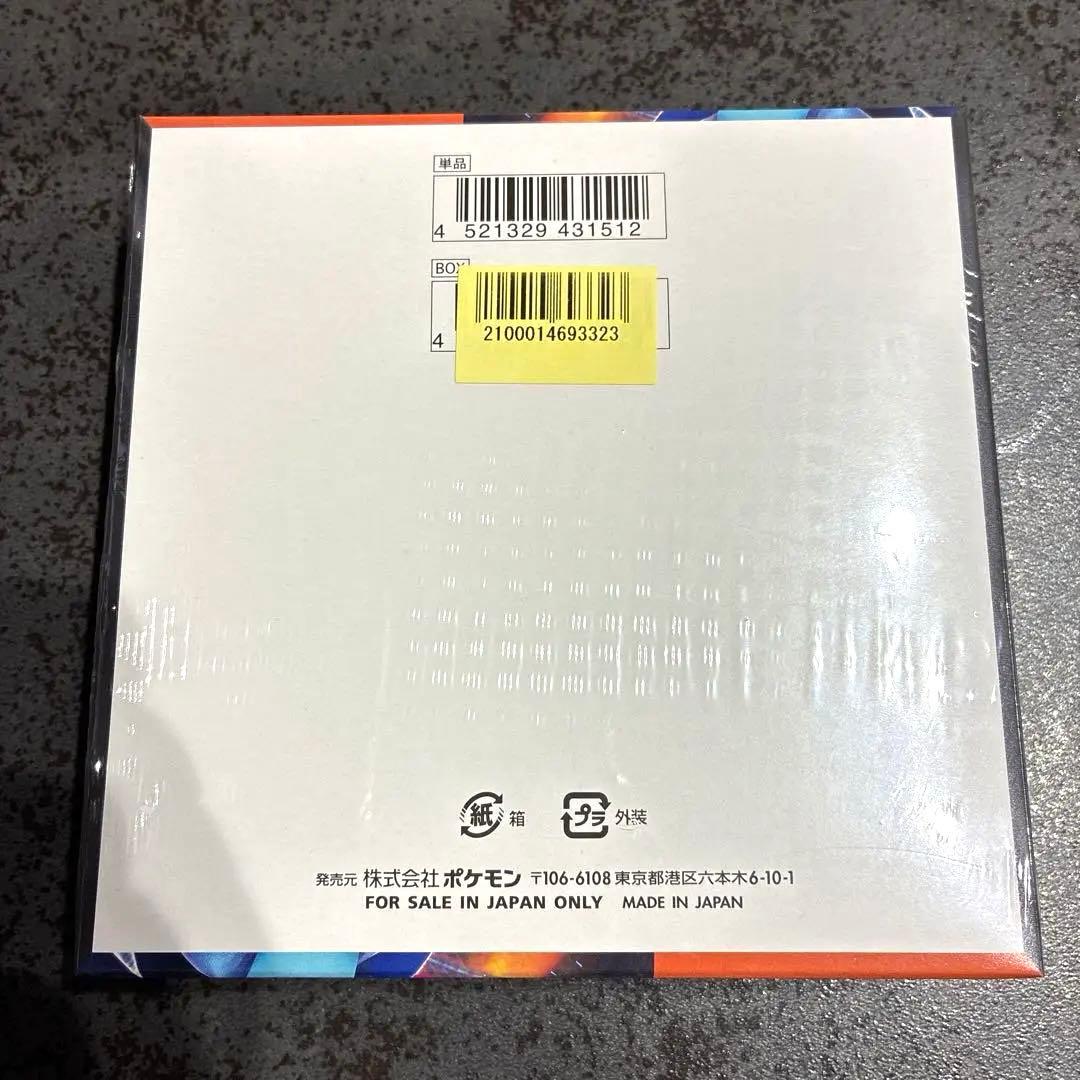 単品
4 521329 431512
BOX
4
2100014693323
紙 箱 プラ 外装
発売元 株式会社ポケモン 〒106-6108 東京都港区六本木6-10-1
FOR SALE IN JAPAN ONLY MADE IN JAPAN